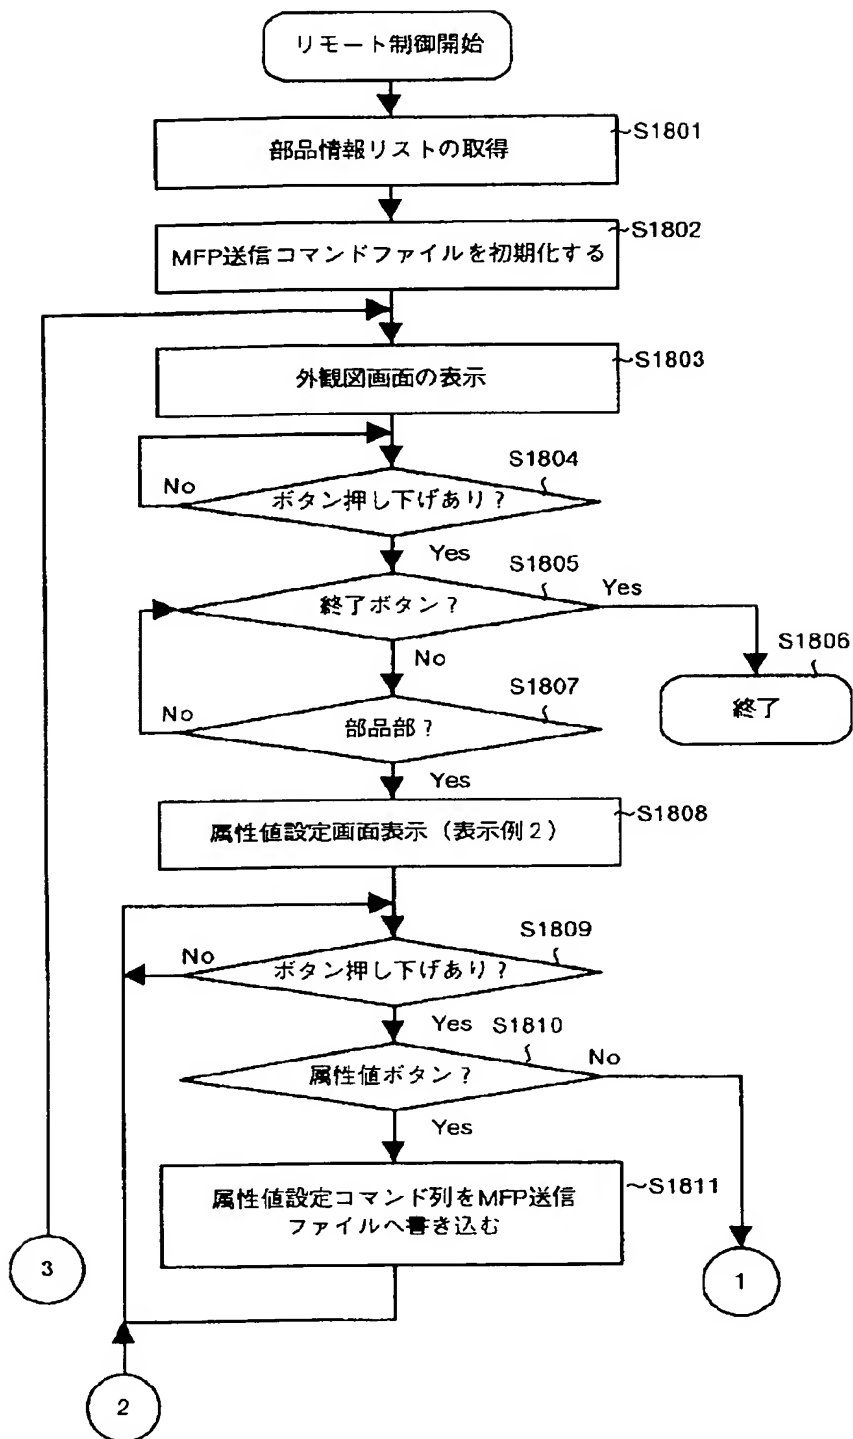 リモート制御開始
部品情報リストの取得
S1801
MFP送信コマンドファイルを初期化する
S1802
外観図画面の表示
S1803
S1804
No
ボタン押し下げあり？
Yes
S1805
終了ボタン？
Yes
No
S1806
終了
S1807
No
部品部？
Yes
属性値設定画面表示（表示例２）
S1808
S1809
No
ボタン押し下げあり？
Yes
S1810
属性値ボタン？
No
Yes
属性値設定コマンド列をMFP送信
ファイルへ書き込む
S1811
3
1
2